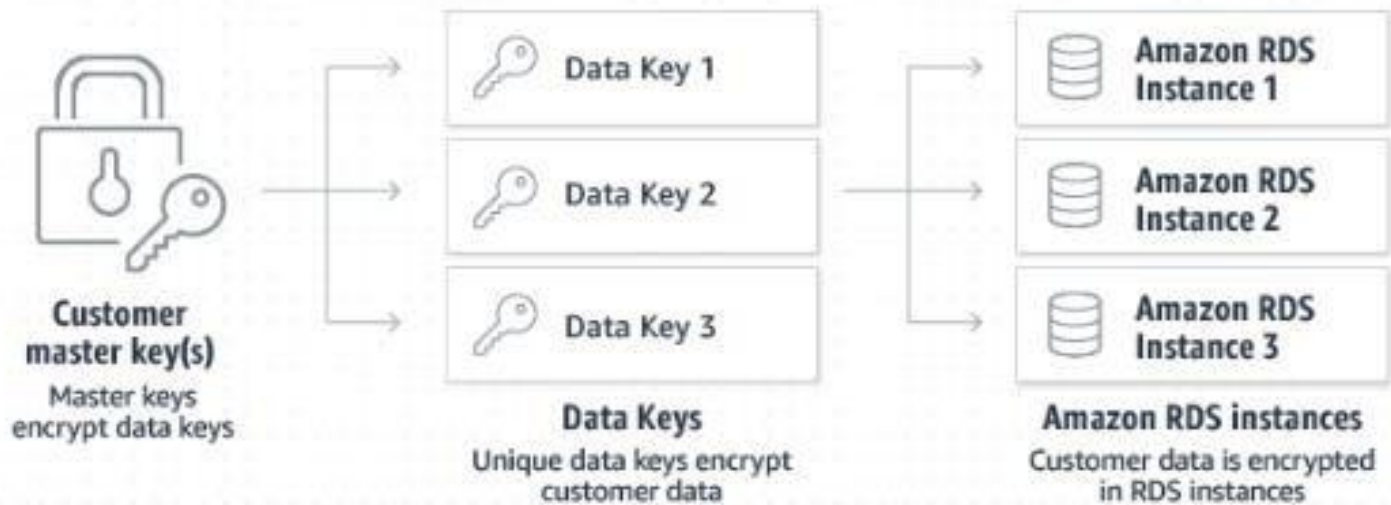 Data Key 1
Data Key 2
Data Key 3
Amazon RDS
Instance 1
Amazon RDS
Instance 2
Amazon RDS
Instance 3
Customer
master key(s)
Master keys
encrypt data keys
Data Keys
Unique data keys encrypt
customer data
Amazon RDS instances
Customer data is encrypted
in RDS instances